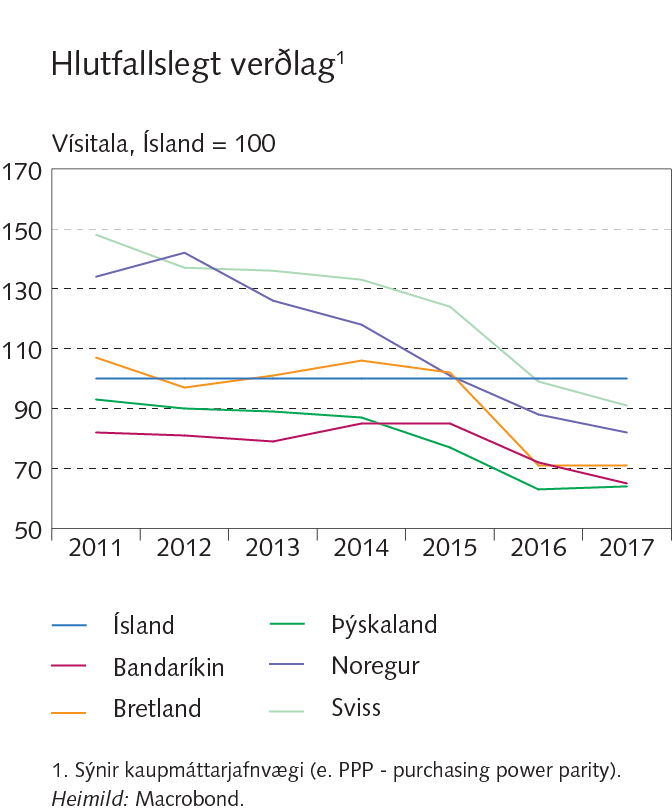 Hlutfallslegt verðlag¹
Vísitala, Ísland = 100
170
150
130
110
90
70
50
2011 2012 2013 2014 2015 2016 2017
Ísland Þýskaland
Bandaríkin Noregur
Bretland Sviss
1. Sýnir kaupmáttarjafnvægi (e. PPP - purchasing power parity).
Heimild: Macrobond.